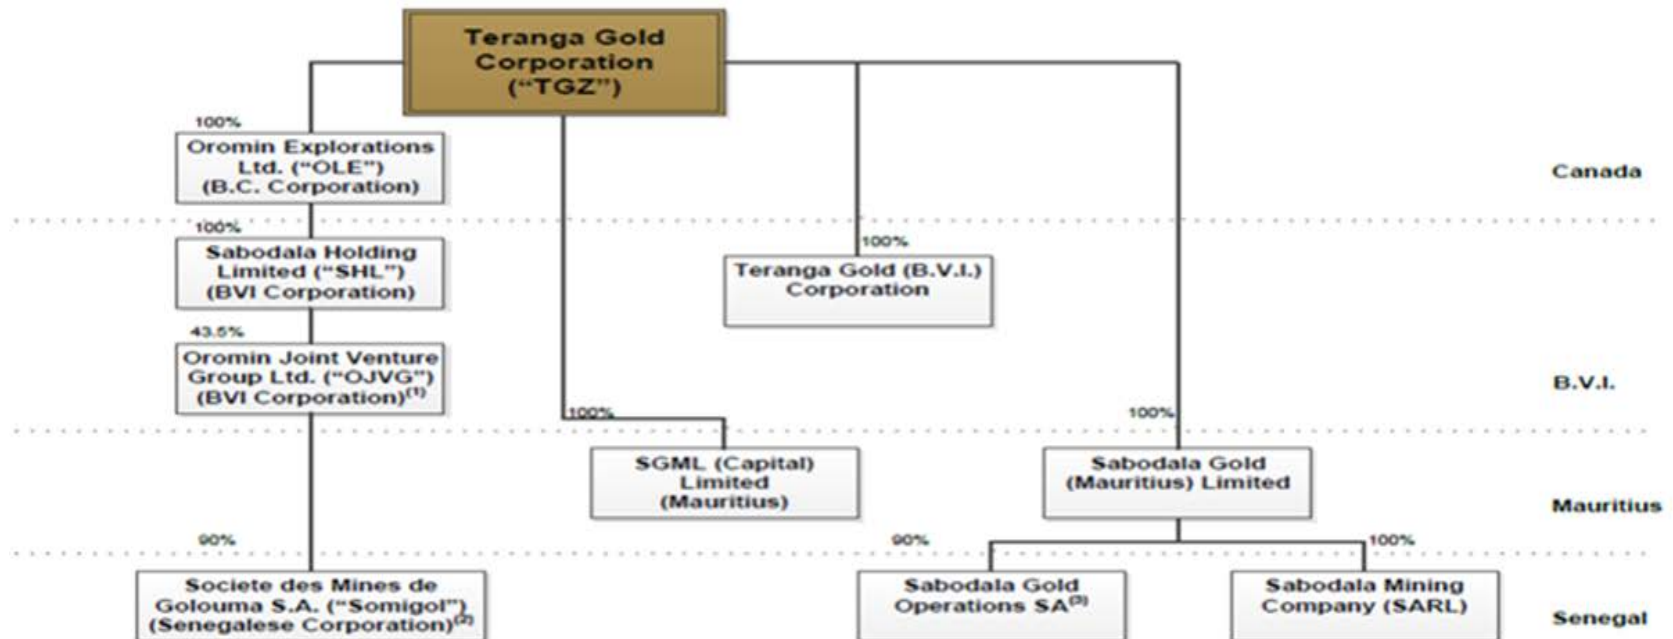 Teranga Gold
Corporation
(“TGZ”)
100%
Oromin Explorations
Ltd. (“OLE”)
(B.C. Corporation)
Canada
100%
Sabodala Holding
Limited (“SHL”)
(BVI Corporation)
100%
Teranga Gold (B.V.I.)
Corporation
43.5%
Oromin Joint Venture
Group Ltd. (“OJVG”)
(BVI Corporation)(1)
B.V.I.
100%
100%
SGML (Capital)
Limited
(Mauritius)
Sabodala Gold
(Mauritius) Limited
Mauritius
90%
90%
100%
Societe des Mines de
Golouma S.A. (“Somigol”)
(Senegalese Corporation)(2)
Sabodala Gold
Operations SA(3)
Sabodala Mining
Company (SARL)
Senegal